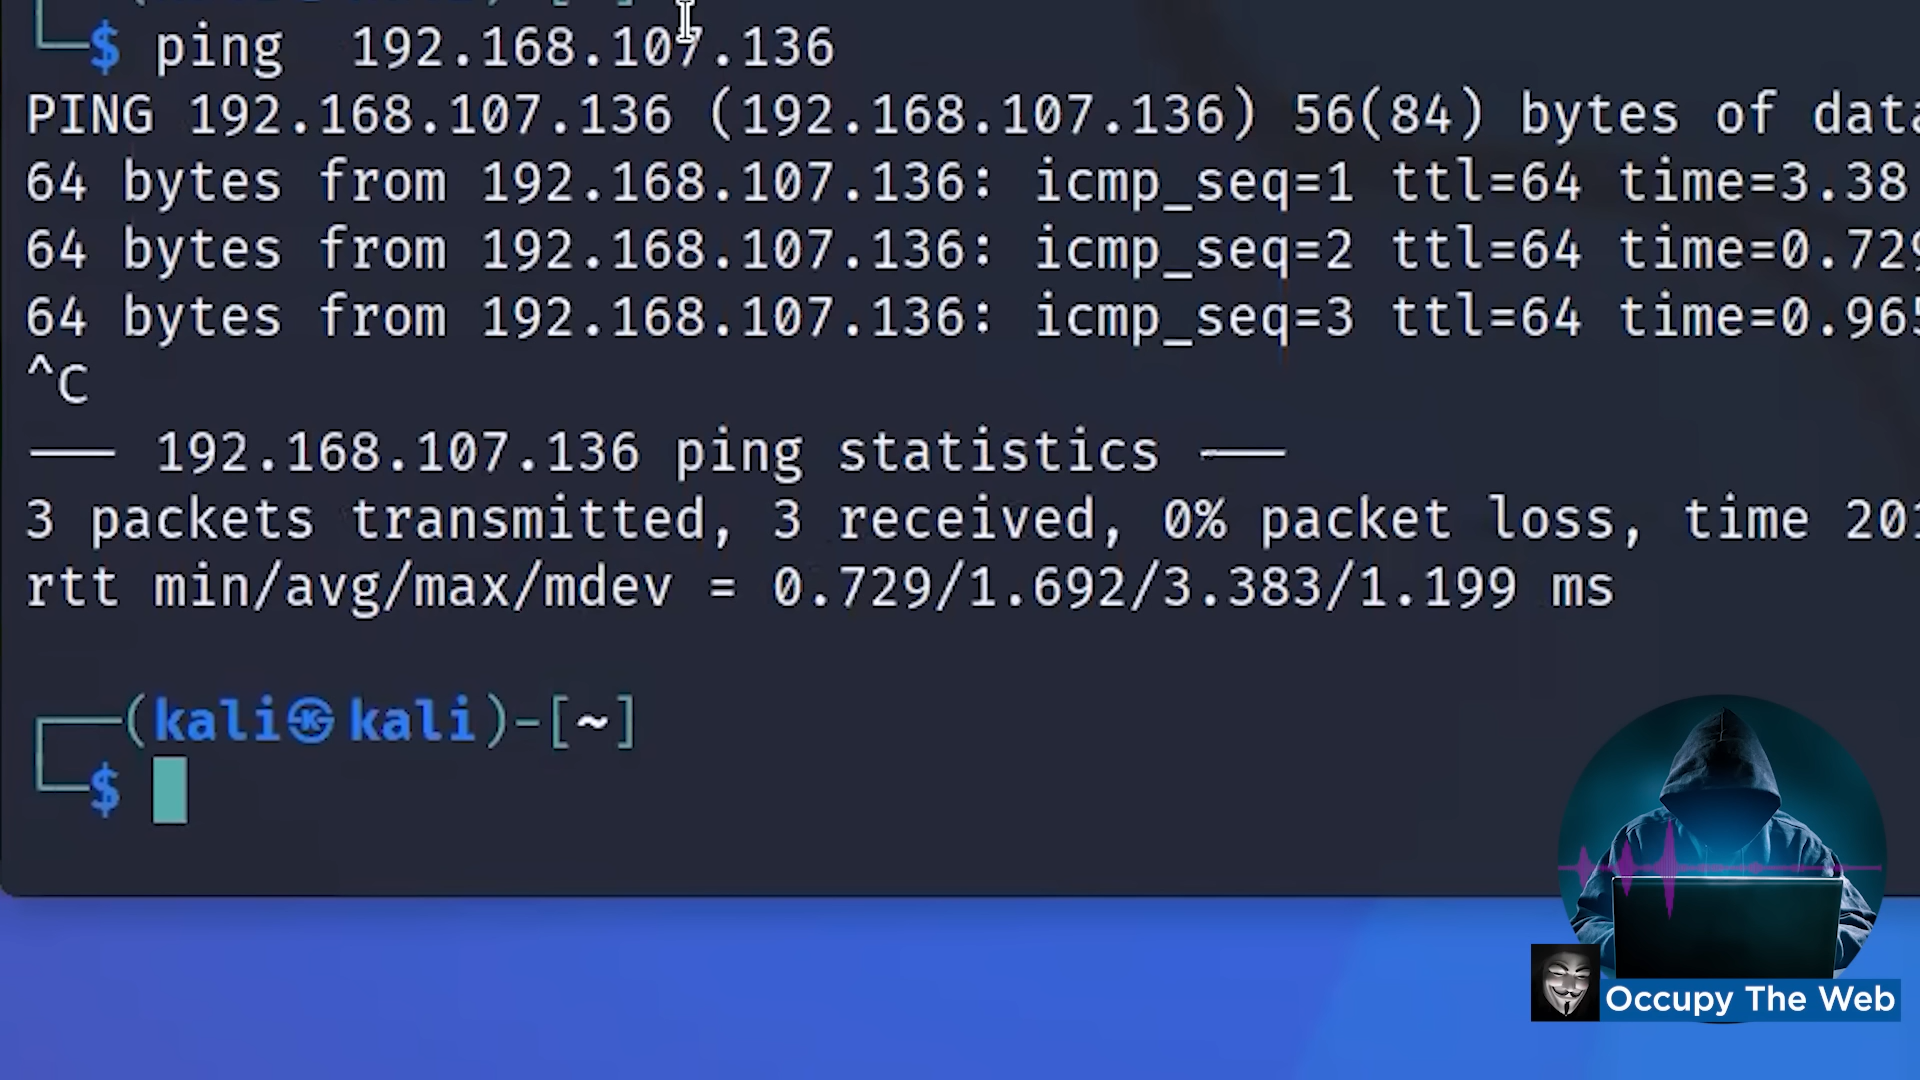 $ ping  192.168.107.136
PING 192.168.107.136 (192.168.107.136) 56(84) bytes of data
64 bytes from 192.168.107.136: icmp_seq=1 ttl=64 time=3.38
64 bytes from 192.168.107.136: icmp_seq=2 ttl=64 time=0.729
64 bytes from 192.168.107.136: icmp_seq=3 ttl=64 time=0.965
^C
--- 192.168.107.136 ping statistics ---
3 packets transmitted, 3 received, 0% packet loss, time 201
rtt min/avg/max/mdev = 0.729/1.692/3.383/1.199 ms
┌──(kali㉿kali)-[~]
└─$
Occupy The Web